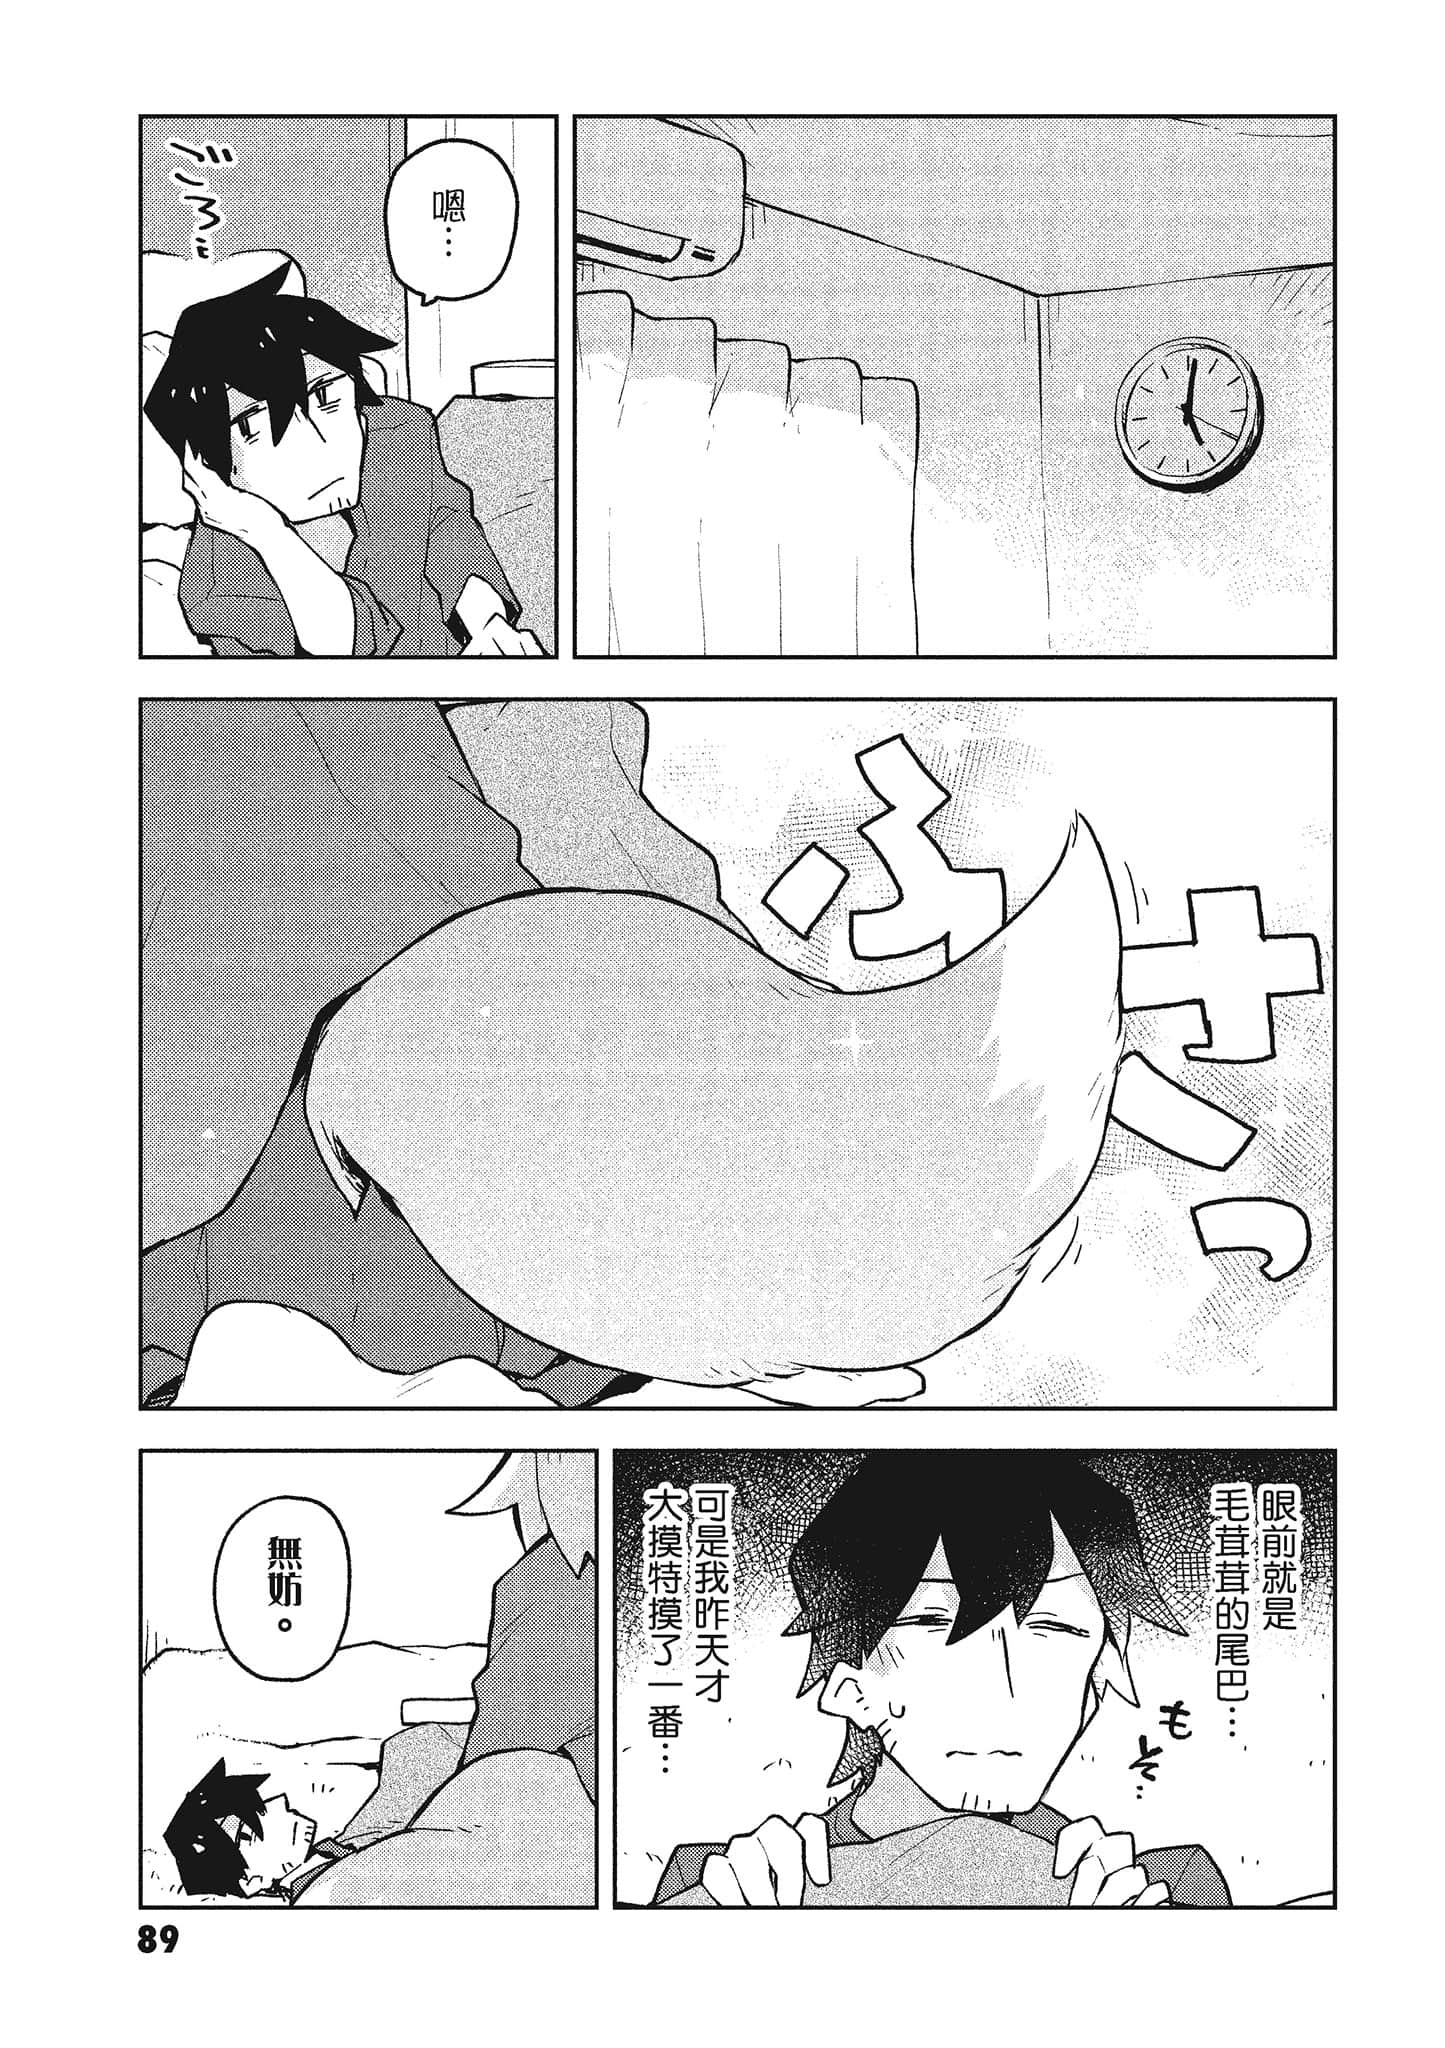 嗯…
ごろ
ふさっ
眼前就是
毛茸茸的尾巴…
可是我昨天才
大摸特摸了一番…
もそ…
無妨。
89